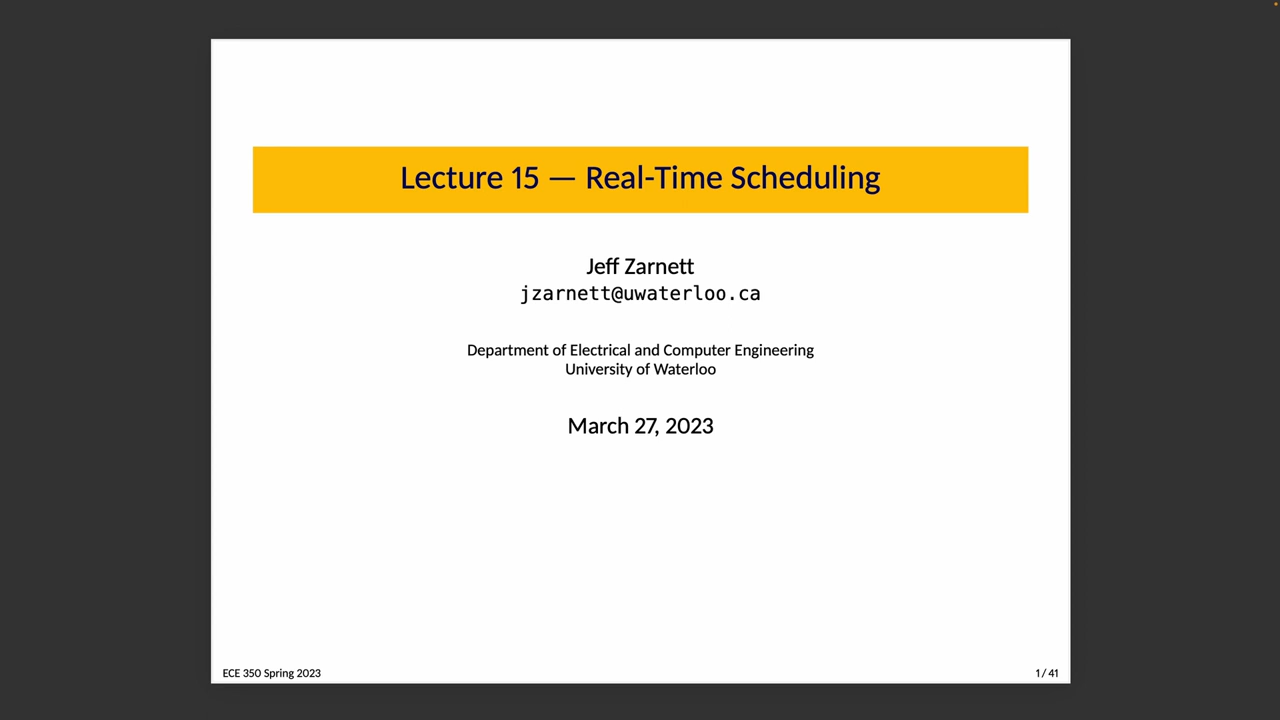 Lecture 15 — Real-Time Scheduling
Jeff Zarnett
jzarnett@uwaterloo.ca
Department of Electrical and Computer Engineering
University of Waterloo
March 27, 2023
ECE 350 Spring 2023
1 / 41